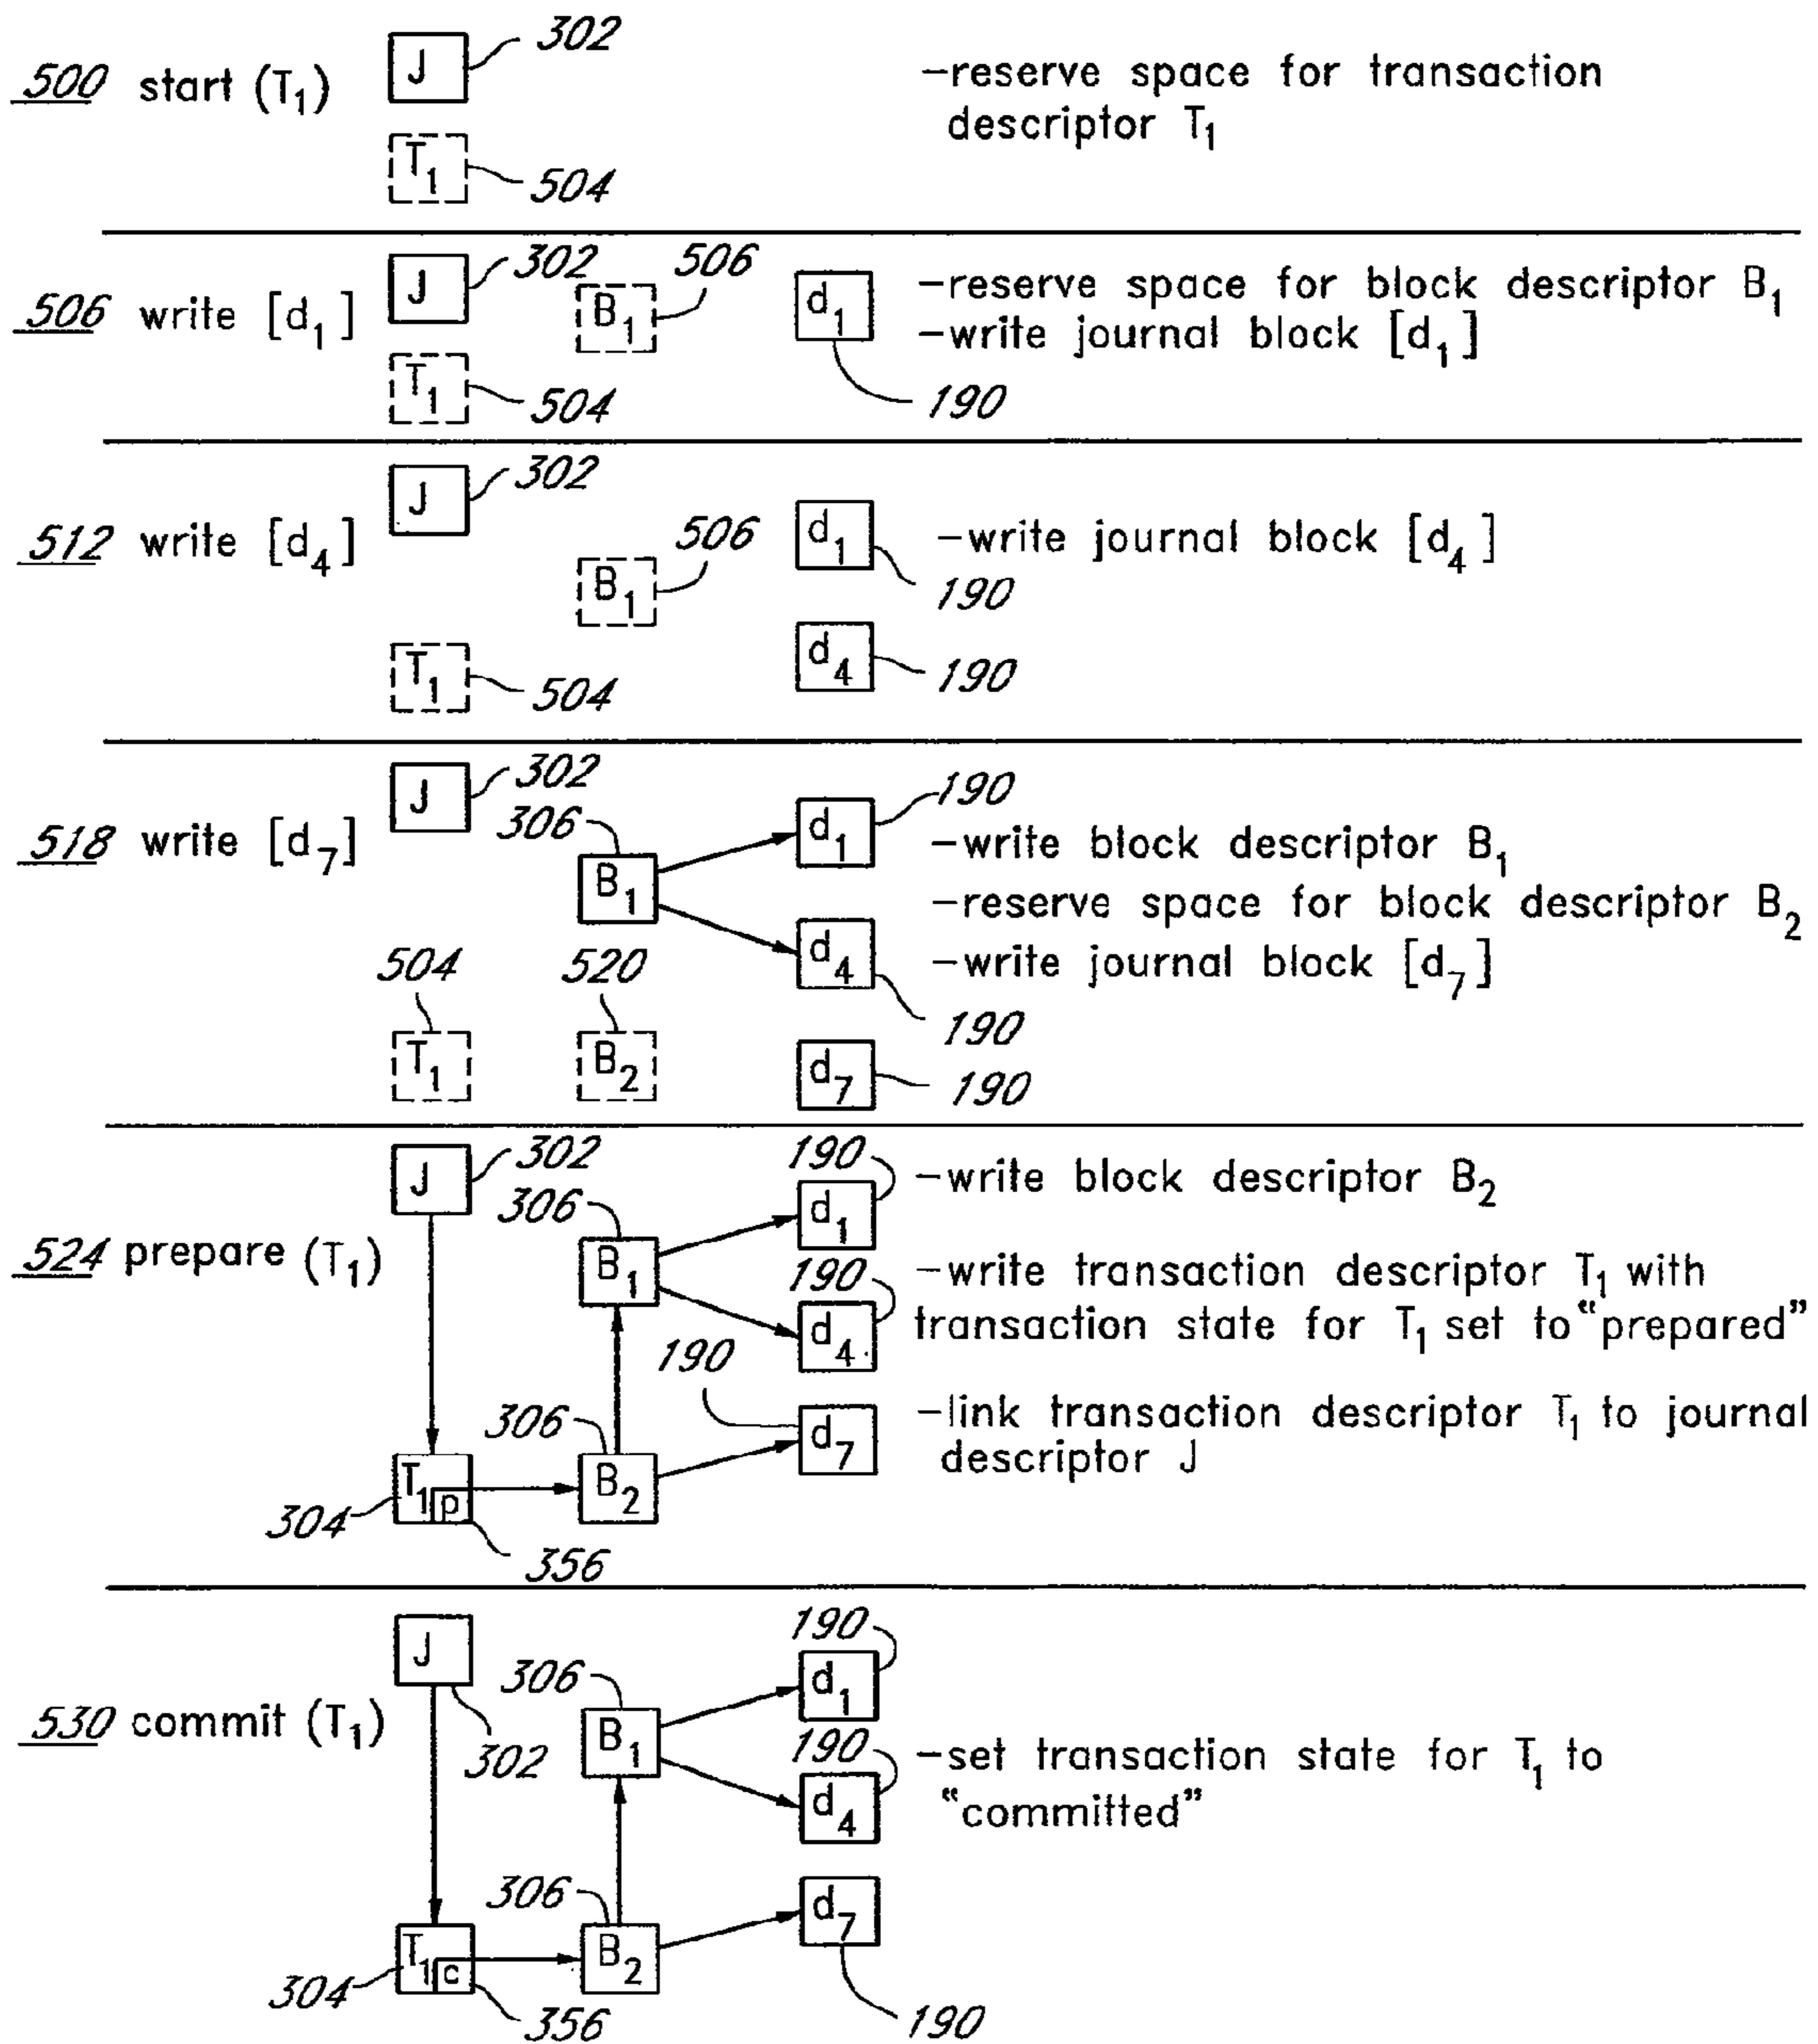 302
500 start (T₁)
J
-reserve space for transaction
descriptor T₁
T₁
504
302
506
J
B₁
d₁
-reserve space for block descriptor B₁
506 write [d₁]
-write journal block [d₁]
T₁
504
190
302
J
506
d₁
512 write [d₄]
-write journal block [d₄]
B₁
190
T₁
504
d₄
190
302
J
190
306
d₁
518 write [d₇]
-write block descriptor B₁
B₁
-reserve space for block descriptor B₂
504
520
d₄
-write journal block [d₇]
190
T₁
B₂
d₇
190
302
J
190
-write block descriptor B₂
306
d₁
524 prepare (T₁)
B₁
190
-write transaction descriptor T₁ with
d₄
transaction state for T₁ set to "prepared"
190
306
d₇
-link transaction descriptor T₁ to journal
descriptor J
T₁
p
B₂
304
356
J
190
306
d₁
530 commit (T₁)
302
B₁
190
-set transaction state for T₁ to
d₄
"committed"
306
d₇
T₁
c
B₂
304
356
190